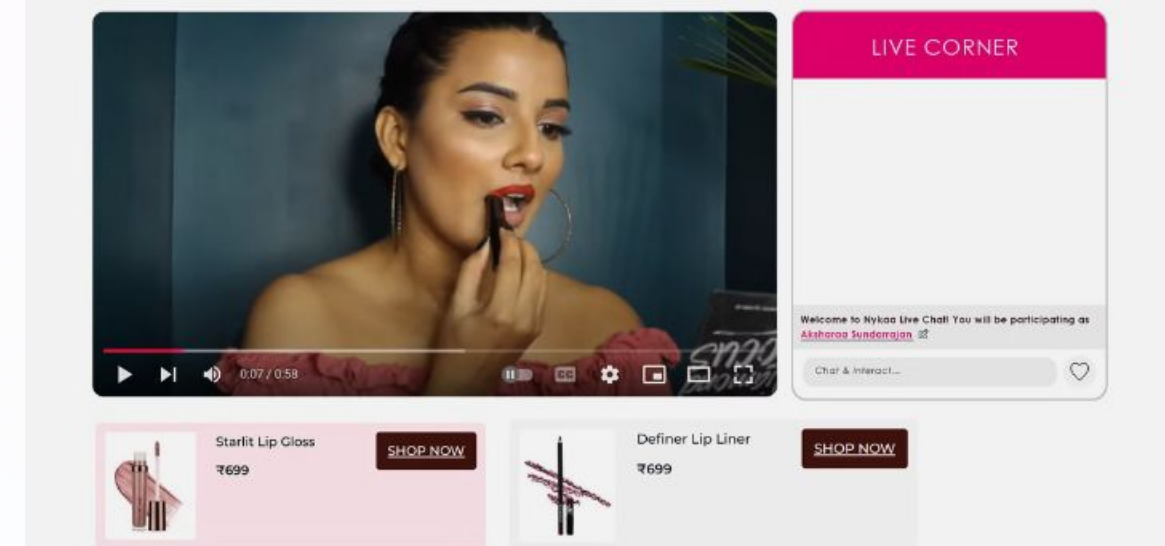 LIVE CORNER
Welcome to Nykaa Live Chat! You will be participating as
Aksharaa Sundarrajan
Chat & Interact...
0:07 / 0:58
CC
Starlit Lip Gloss
₹699
SHOP NOW
Definer Lip Liner
₹699
SHOP NOW